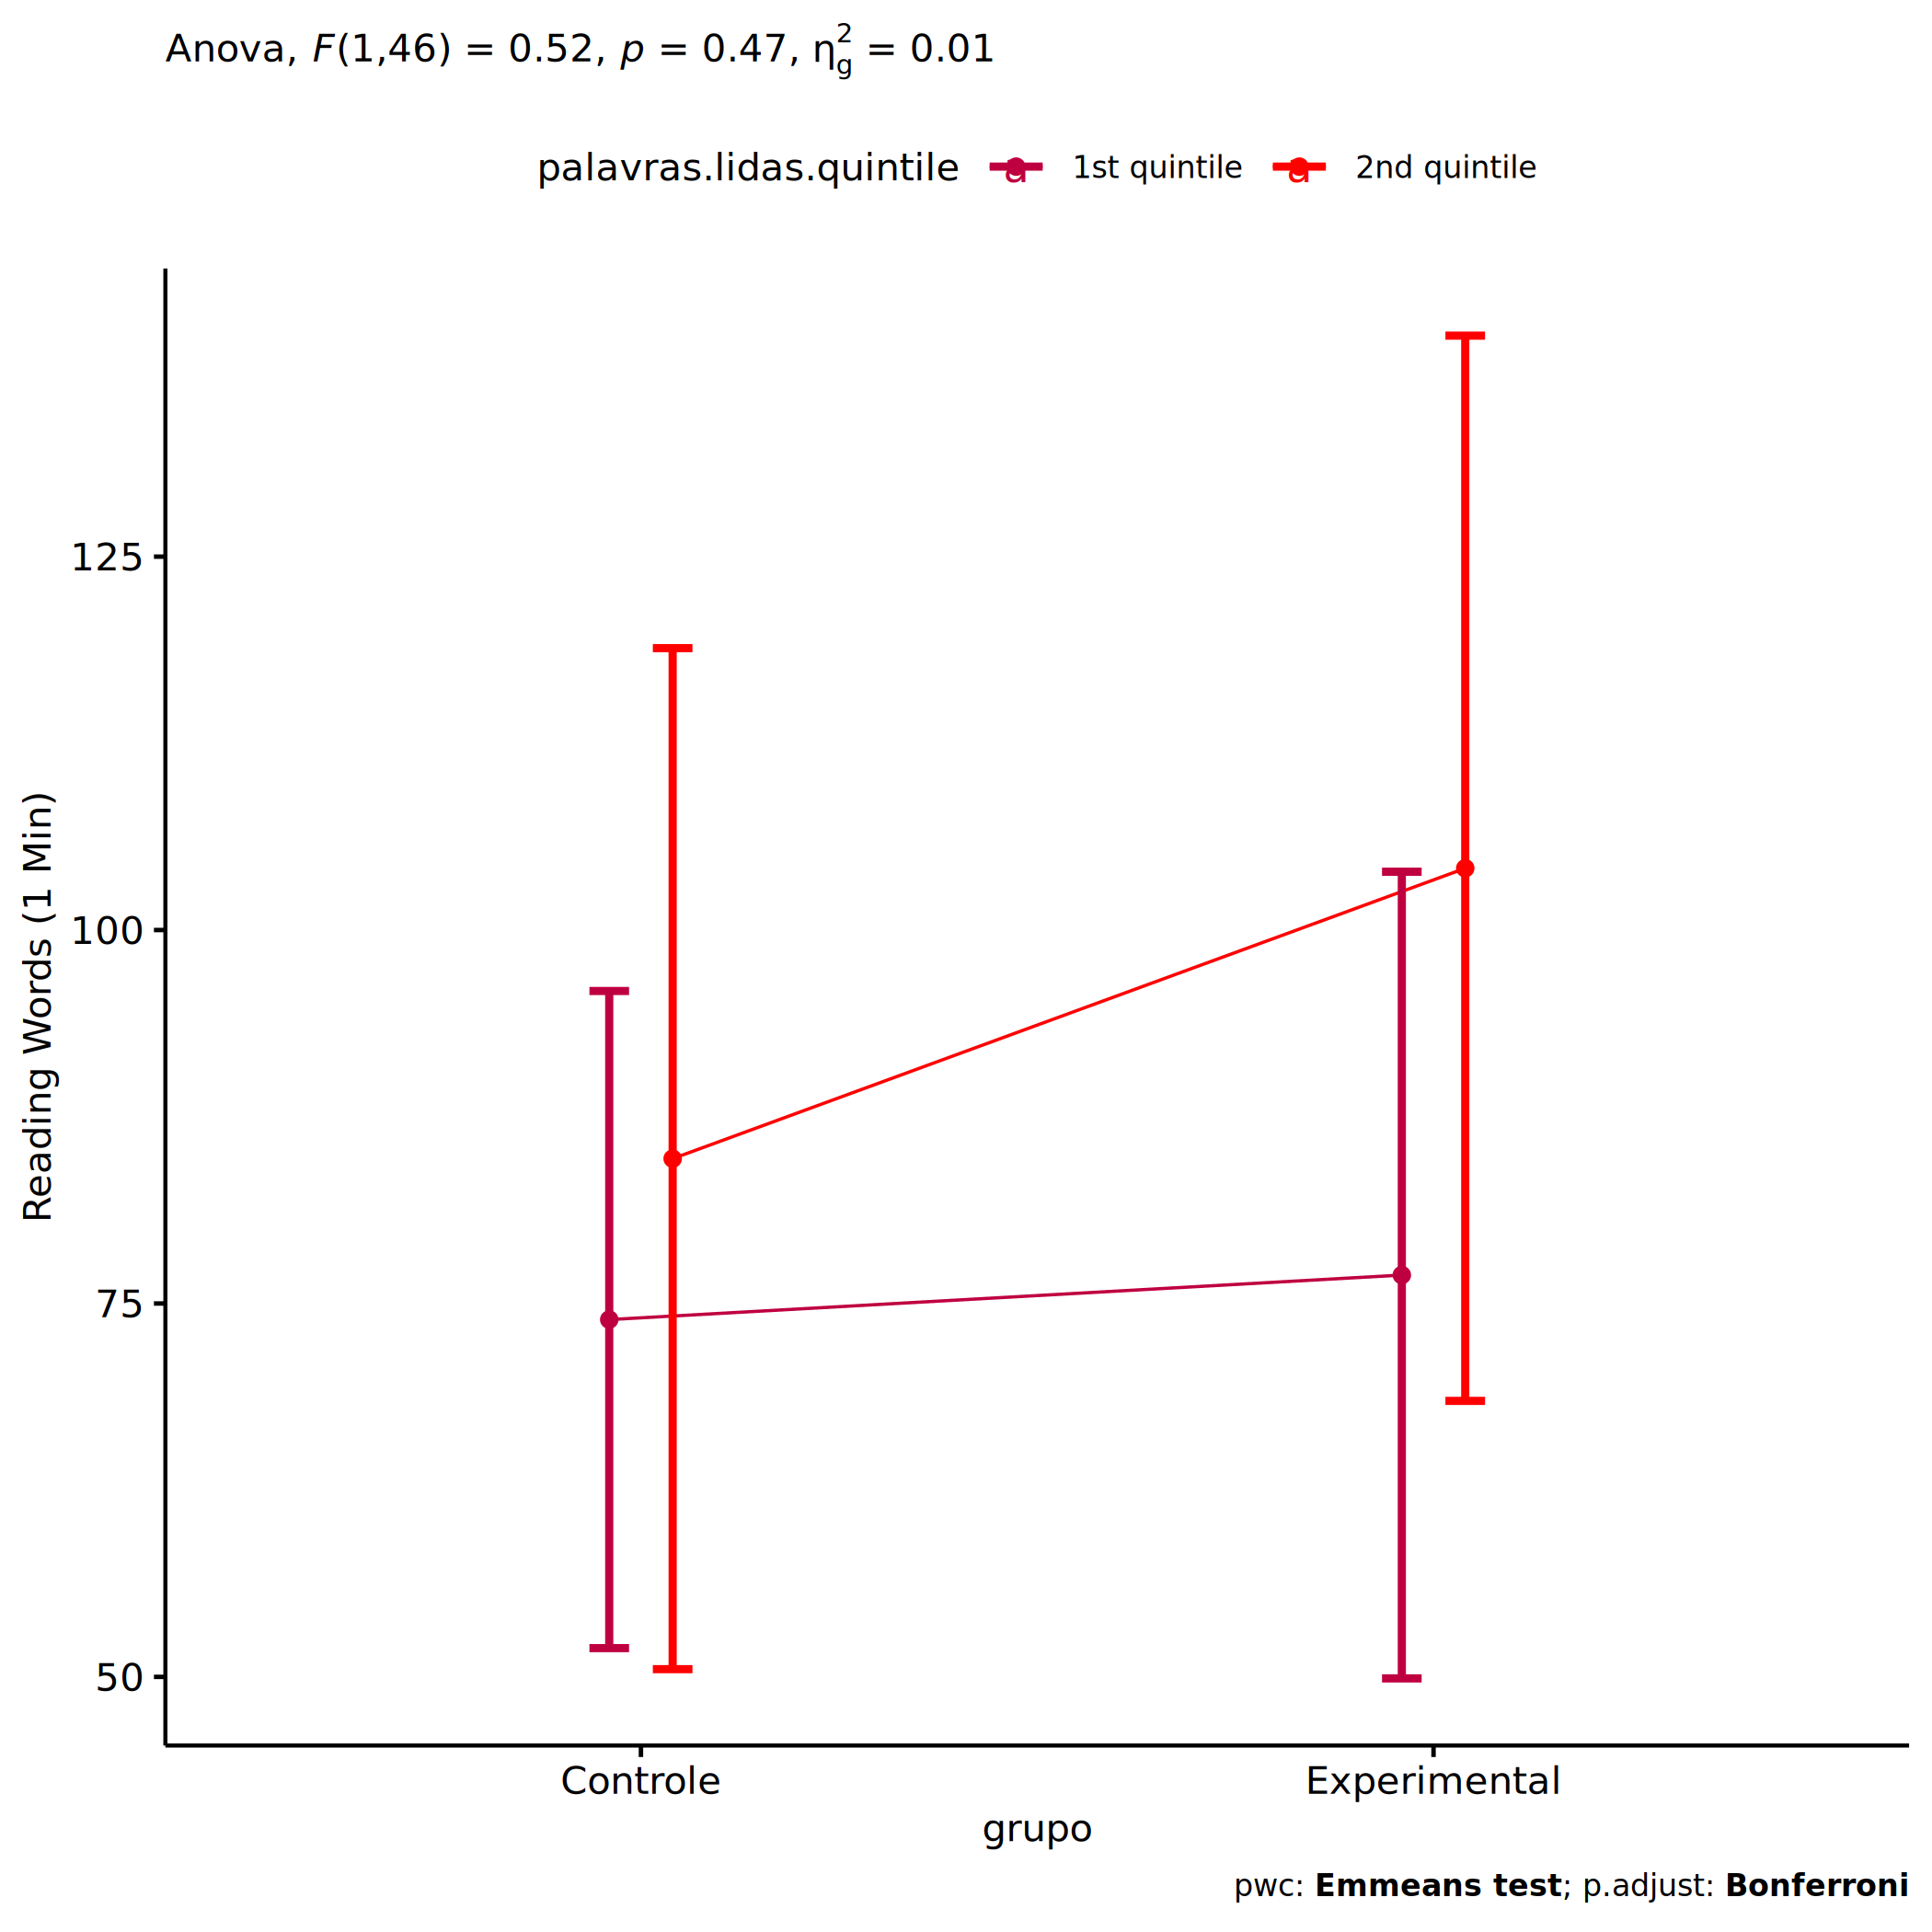 Anova, F(1,46) = 0.52, p = 0.47, η²g = 0.01
palavras.lidas.quintile a 1st quintile a 2nd quintile
Reading Words (1 Min)
125
100
75
50
Controle Experimental
grupo
pwc: Emmeans test; p.adjust: Bonferroni